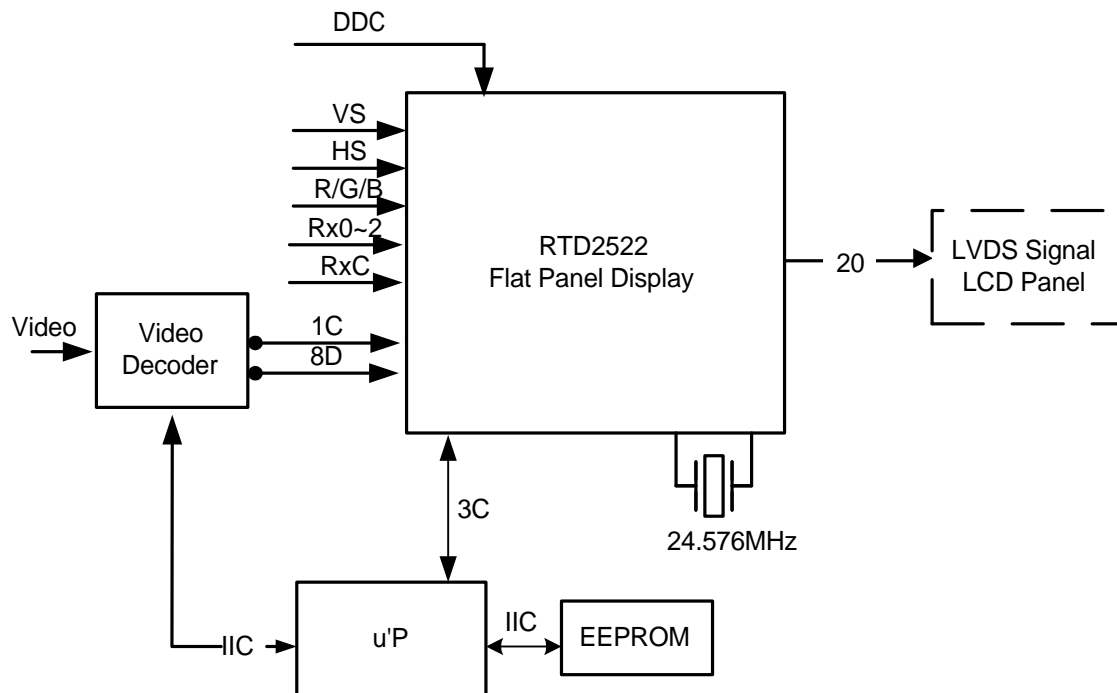 DDC
VS
HS
R/G/B
Rx0~2
RxC
RTD2522
Flat Panel Display
20
LVDS Signal
LCD Panel
Video
Video
Decoder
1C
8D
3C
24.576MHz
IIC
u'P
IIC
EEPROM